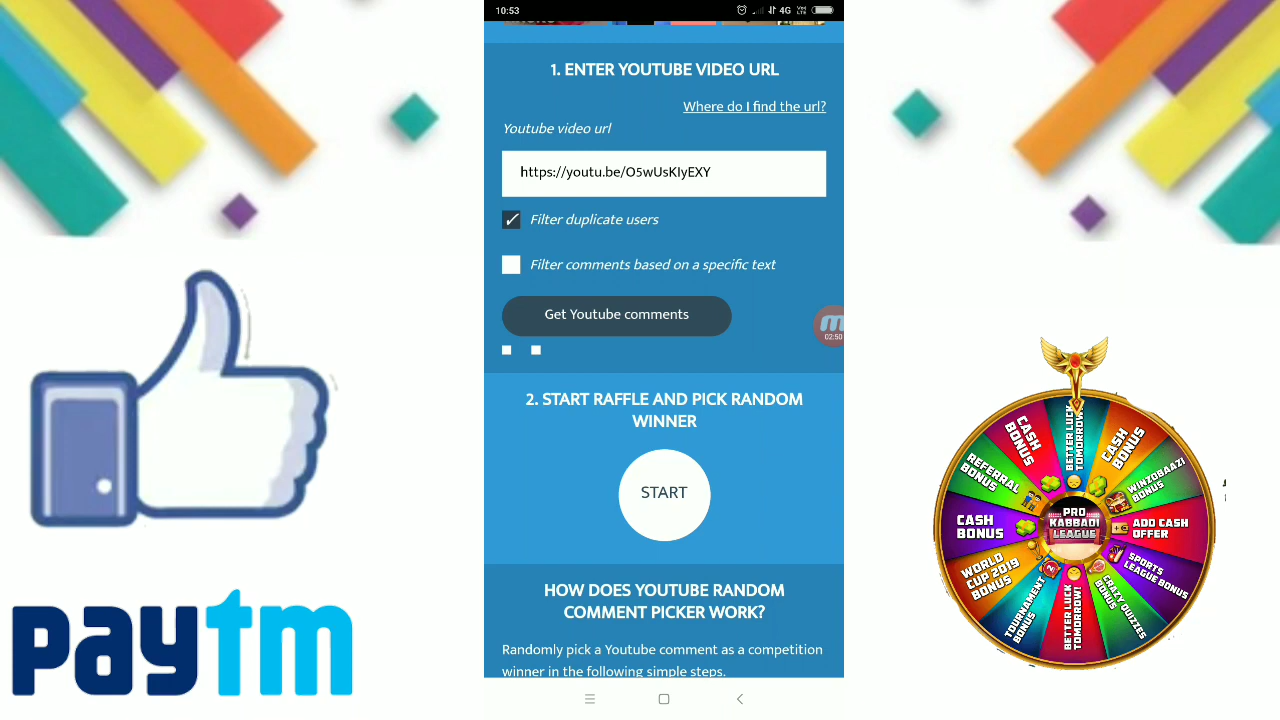 10:53
4G
1. ENTER YOUTUBE VIDEO URL
Where do I find the url?
Youtube video url
https://youtu.be/O5wUsKIyEXY
Filter duplicate users
Filter comments based on a specific text
Get Youtube comments
02:50
2. START RAFFLE AND PICK RANDOM
WINNER
START
HOW DOES YOUTUBE RANDOM
COMMENT PICKER WORK?
Randomly pick a Youtube comment as a competition
winner in the following simple steps.
paytm
BETTER LUCK
TOMORROW!
CASH
BONUS
WINZOBAAZI
BONUS
ADD CASH
OFFER
SPORTS
LEAGUE BONUS
CRAZY QUIZZES
BONUS
BETTER LUCK
TOMORROW!
TOURNAMENT
BONUS
WORLD
CUP 2019
BONUS
CASH
BONUS
REFERRAL
BONUS
CASH
BONUS
PRO
KABBADI
LEAGUE